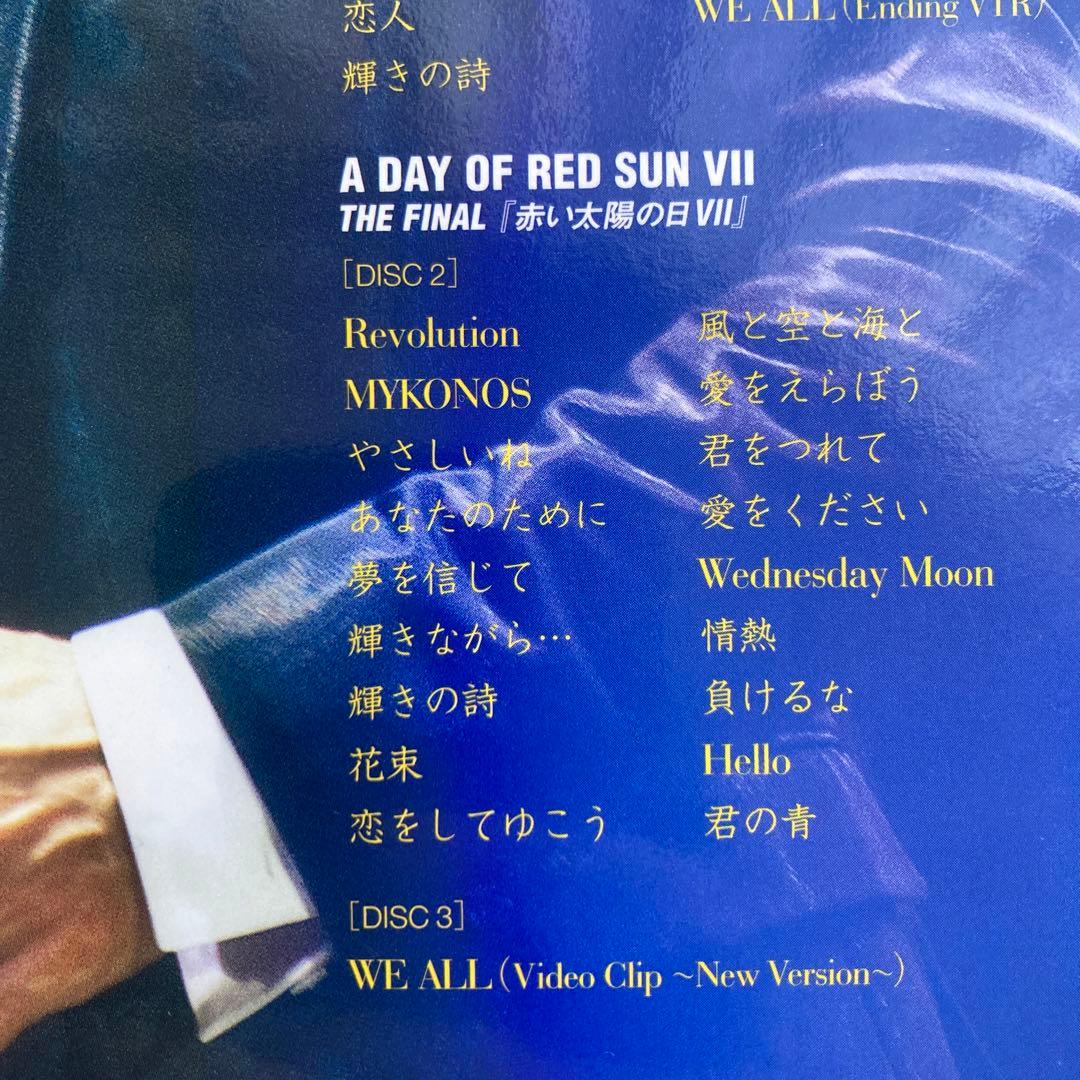 恋人
輝きの詩
WE ALL（Ending VTR）
A DAY OF RED SUN VII
THE FINAL『赤い太陽の日VII』
［DISC 2］
Revolution
MYKONOS
やさしいね
あなたのために
夢を信じて
輝きながら…
輝きの詩
花束
恋をしてゆこう
風と空と海と
愛をえらぼう
君をつれて
愛をください
Wednesday Moon
情熱
負けるな
Hello
君の青
［DISC 3］
WE ALL（Video Clip ~New Version~）